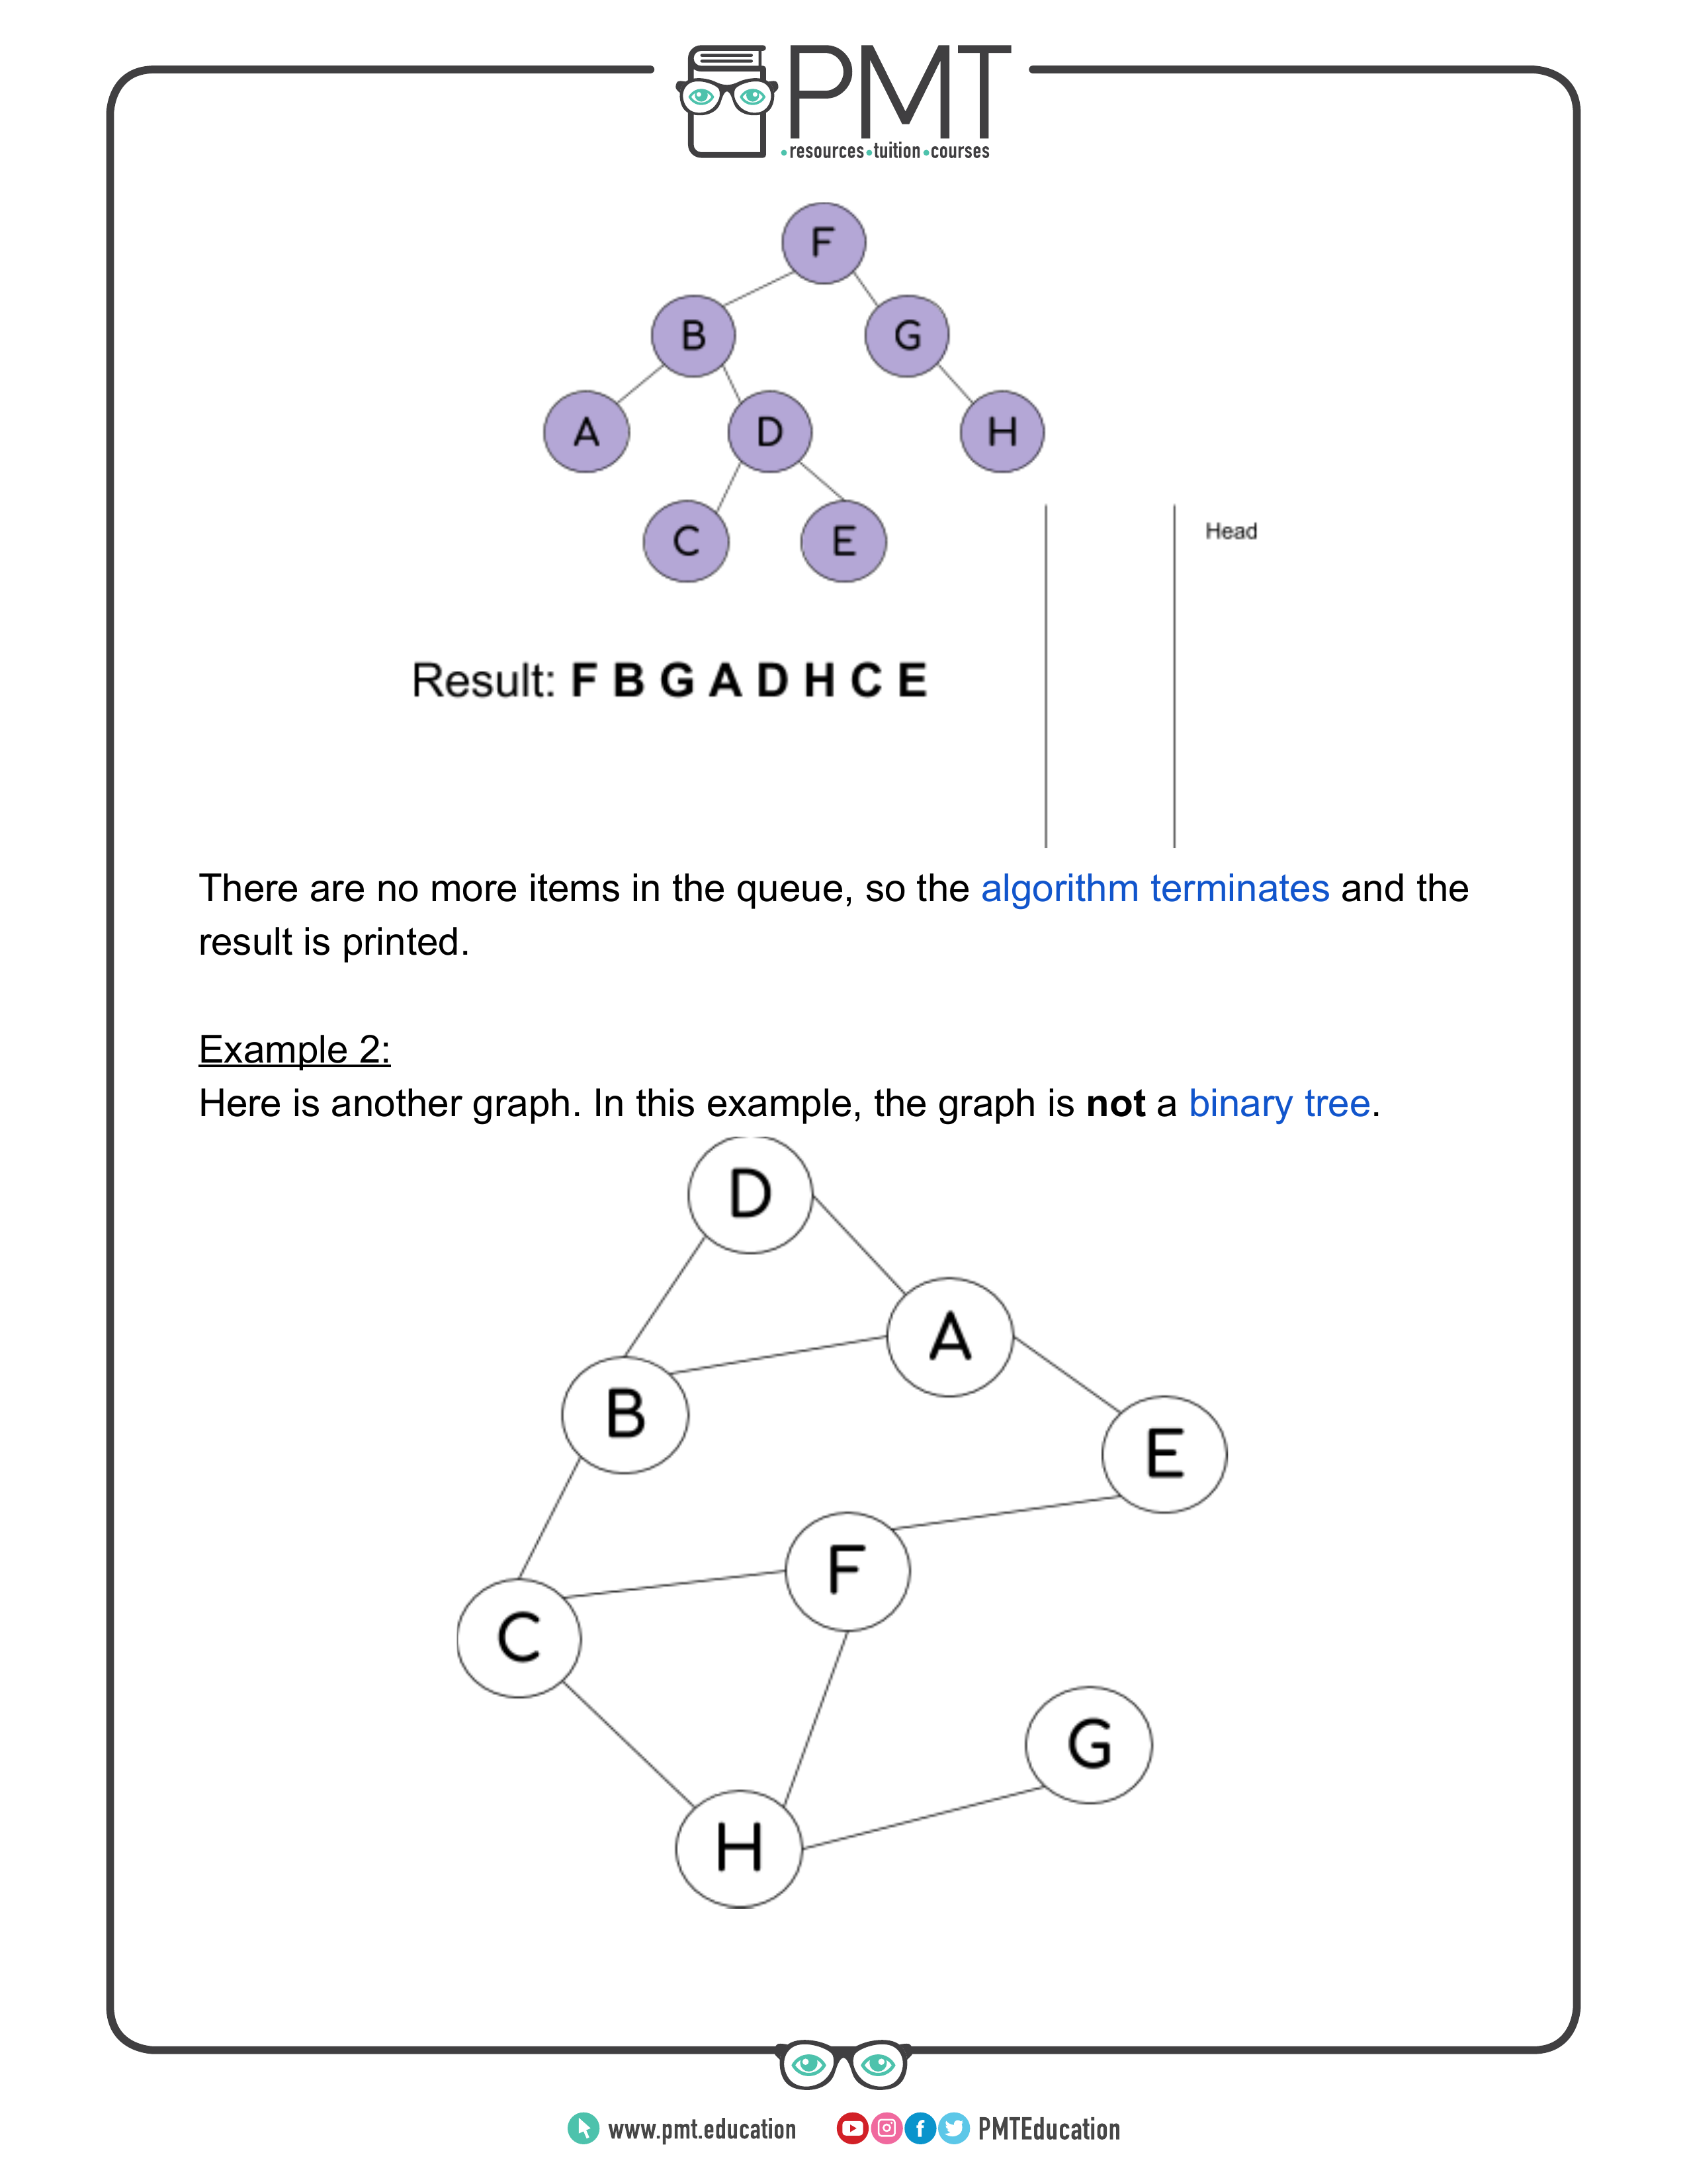 PMT
•resources•tuition•courses
F
B
G
A
D
H
C
E
Head
Result: F B G A D H C E
There are no more items in the queue, so the algorithm terminates and the
result is printed.
Example 2:
Here is another graph. In this example, the graph is not a binary tree.
D
A
B
E
F
C
G
H
www.pmt.education
PMTEducation